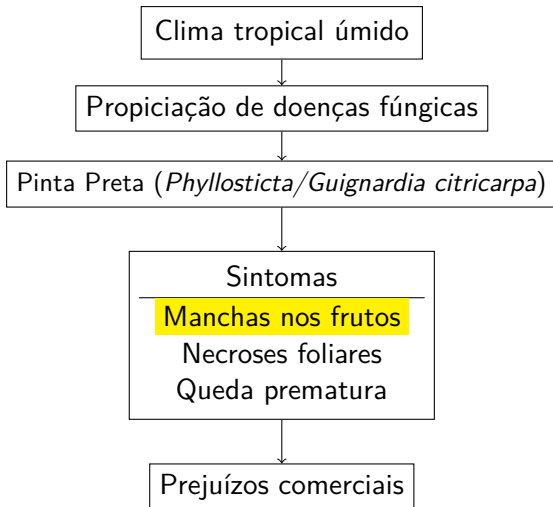 Clima tropical úmido
Propiciação de doenças fúngicas
Pinta Preta (Phyllosticta/Guignardia citricarpa)
Sintomas
Manchas nos frutos
Necroses foliares
Queda prematura
Prejuízos comerciais